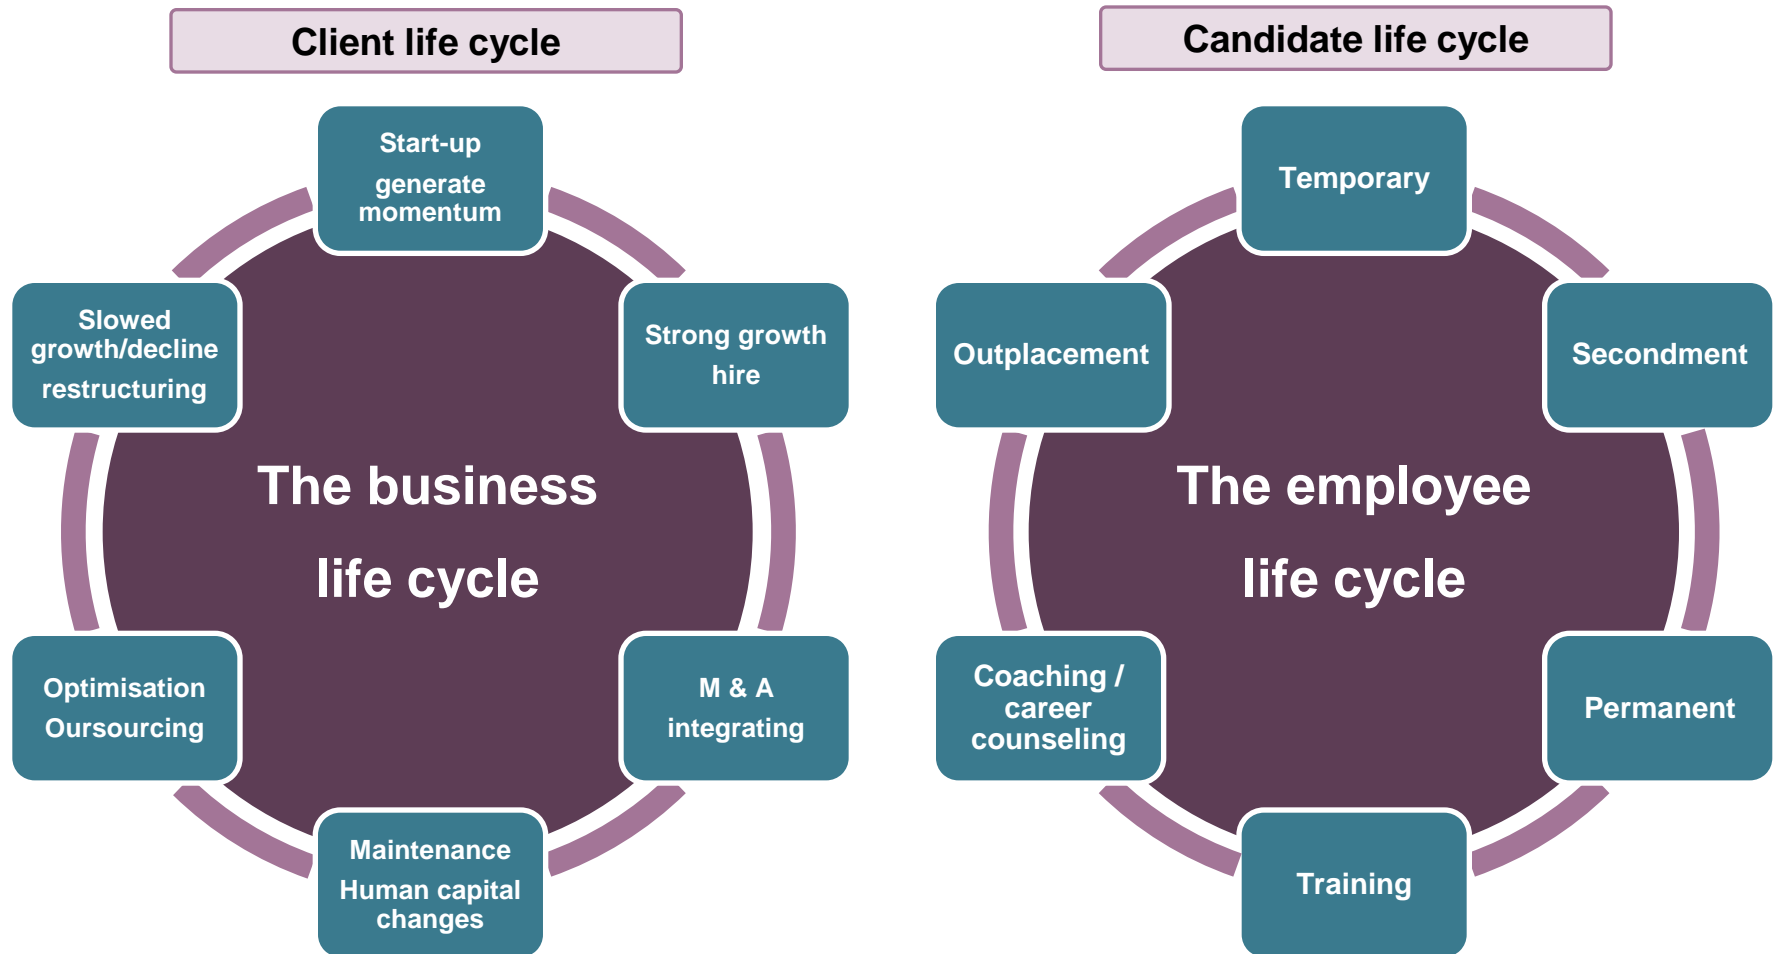 Client life cycle
Start-up
generate
momentum
Strong growth
hire
M & A
integrating
Maintenance
Human capital
changes
Optimisation
Oursourcing
Slowed
growth/decline
restructuring
The business
life cycle
Candidate life cycle
Temporary
Secondment
Permanent
Training
Coaching /
career
counseling
Outplacement
The employee
life cycle